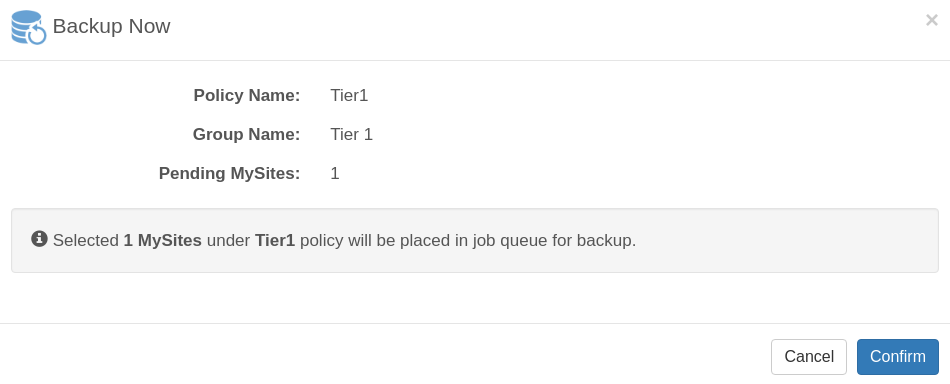 Backup Now
×
Policy Name: Tier1
Group Name: Tier 1
Pending MySites: 1
Selected 1 MySites under Tier1 policy will be placed in job queue for backup.
Cancel Confirm